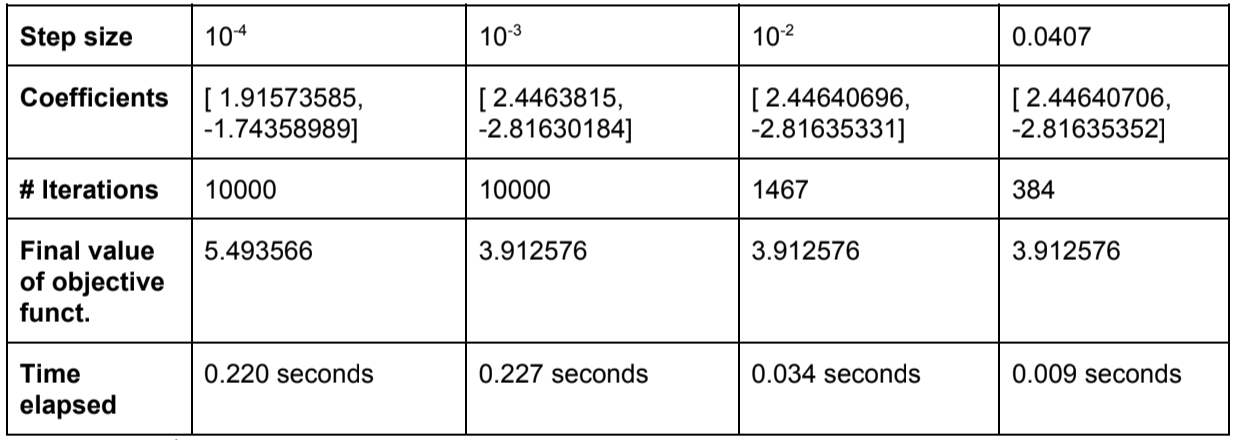 Step size 10-4 10-3 10-2 0.0407
Coefficients [ 1.91573585, [ 2.4463815, [ 2.44640696, [ 2.44640706,
-1.74358989] -2.81630184] -2.81635331] -2.81635352]
# Iterations 10000 10000 1467 384
Final value 5.493566 3.912576 3.912576 3.912576
of objective
funct.
Time 0.220 seconds 0.227 seconds 0.034 seconds 0.009 seconds
elapsed